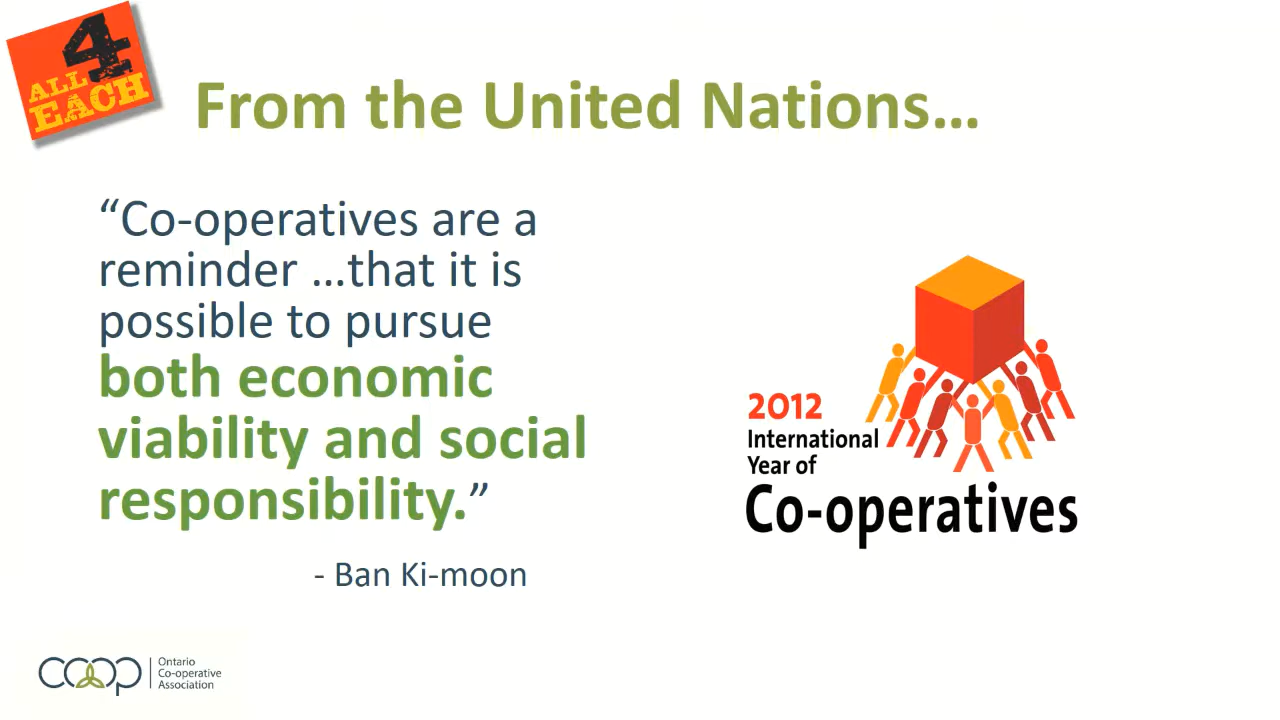 4
ALL
EACH
From the United Nations...
“Co-operatives are a
reminder ...that it is
possible to pursue
both economic
viability and social
responsibility.”
- Ban Ki-moon
2012
International
Year of
Co-operatives
COOP
Ontario
Co-operative
Association